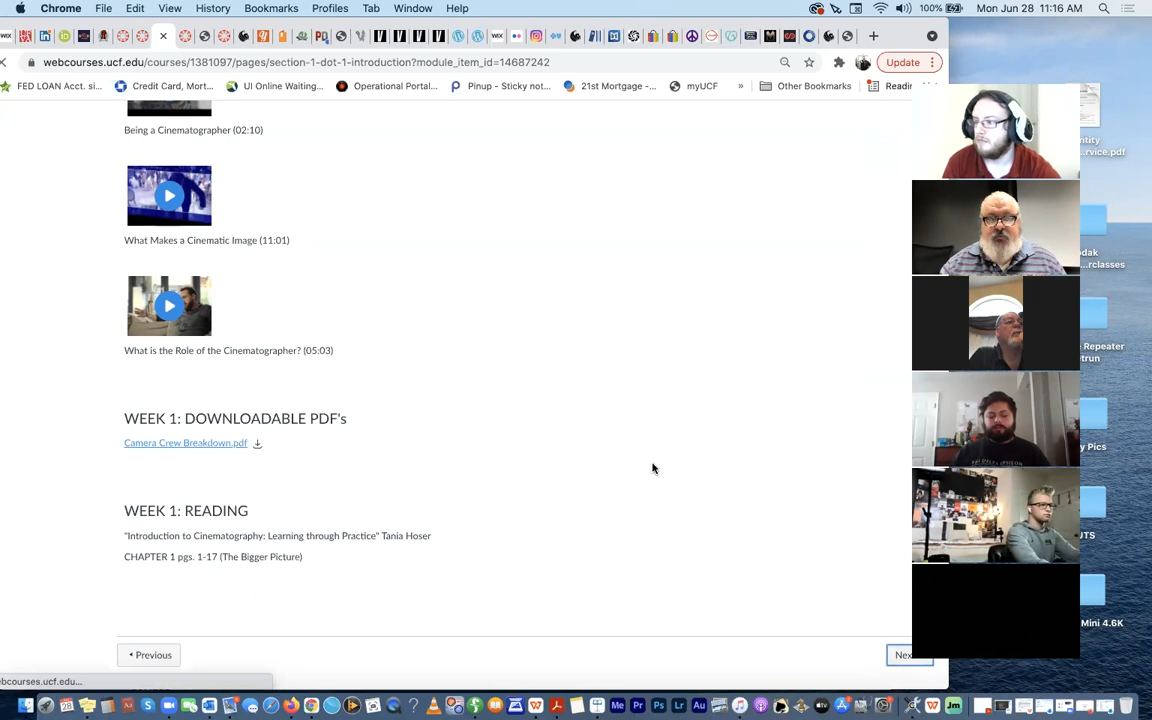 Chrome File Edit View History Bookmarks Profiles Tab Window Help 100% Mon Jun 28 11:16 AM
webcourses.ucf.edu/courses/1381097/pages/section-1-dot-1-introduction?module_item_id=14687242 Update
FED LOAN Acct. si... Credit Card, Mort... UI Online Waiting... Operational Portal... Pinup - Sticky not... 21st Mortgage -... myUCF » Other Bookmarks
Being a Cinematographer (02:10)
What Makes a Cinematic Image (11:01)
What is the Role of the Cinematographer? (05:03)
WEEK 1: DOWNLOADABLE PDF's
Camera Crew Breakdown.pdf
WEEK 1: READING
"Introduction to Cinematography: Learning through Practice" Tania Hoser
CHAPTER 1 pgs. 1-17 (The Bigger Picture)
Previous
...rvice.pdf
...rclasses
Repeater
Pics
Mini 4.6K